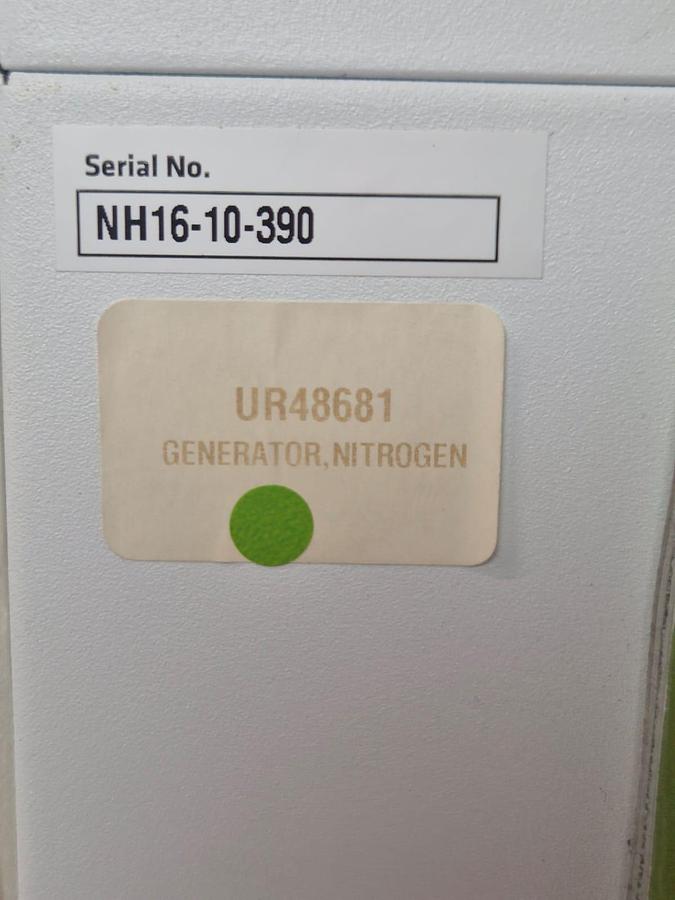 Serial No.
NH16-10-390
UR48681
GENERATOR,NITROGEN